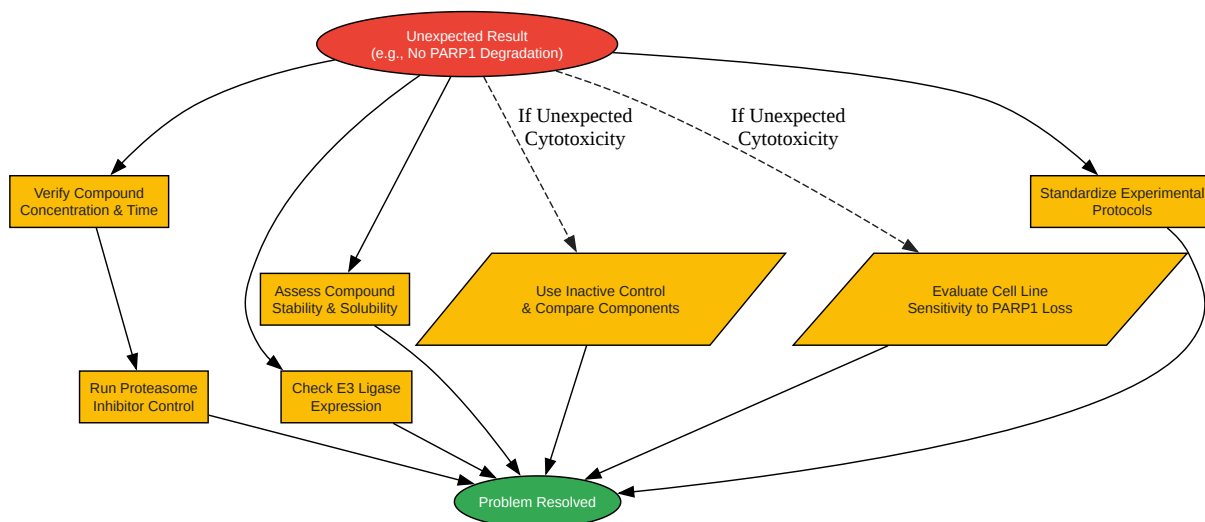 Unexpected Result
(e.g., No PARP1 Degradation)
If Unexpected
Cytotoxicity
If Unexpected
Cytotoxicity
Verify Compound
Concentration & Time
Standardize Experimental
Protocols
Assess Compound
Stability & Solubility
Use Inactive Control
& Compare Components
Evaluate Cell Line
Sensitivity to PARP1 Loss
Run Proteasome
Inhibitor Control
Check E3 Ligase
Expression
Problem Resolved